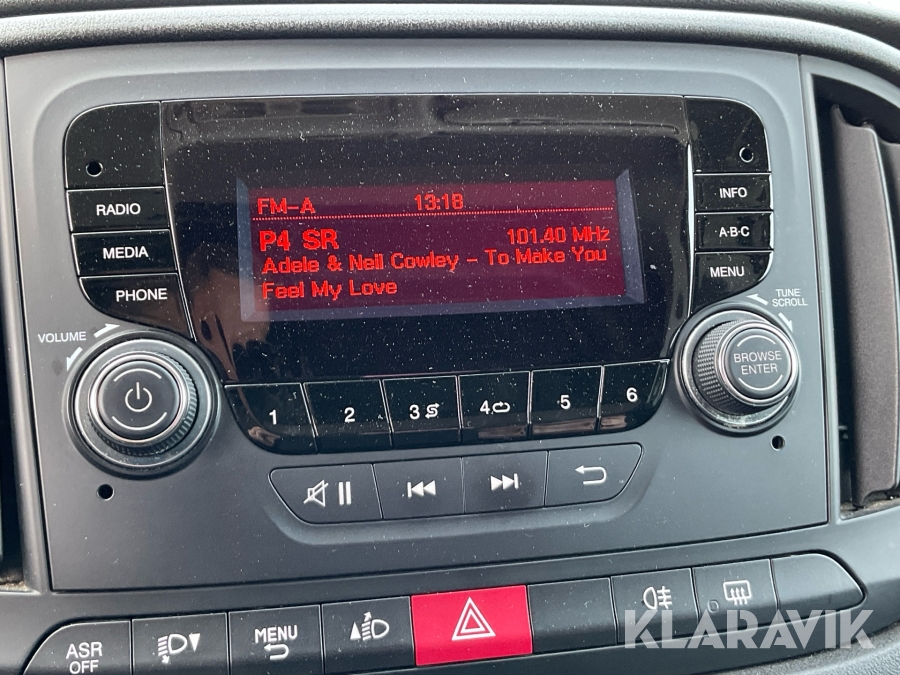 FM-A 13:18
P4 SR 101.40 MHz
Adele & Neil Cowley - To Make You
Feel My Love
RADIO
MEDIA
PHONE
INFO
A·B·C
MENU
VOLUME
TUNE
SCROLL
BROWSE
ENTER
1 2 3 4 5 6
ASR
OFF
MENU
KLARAVIK